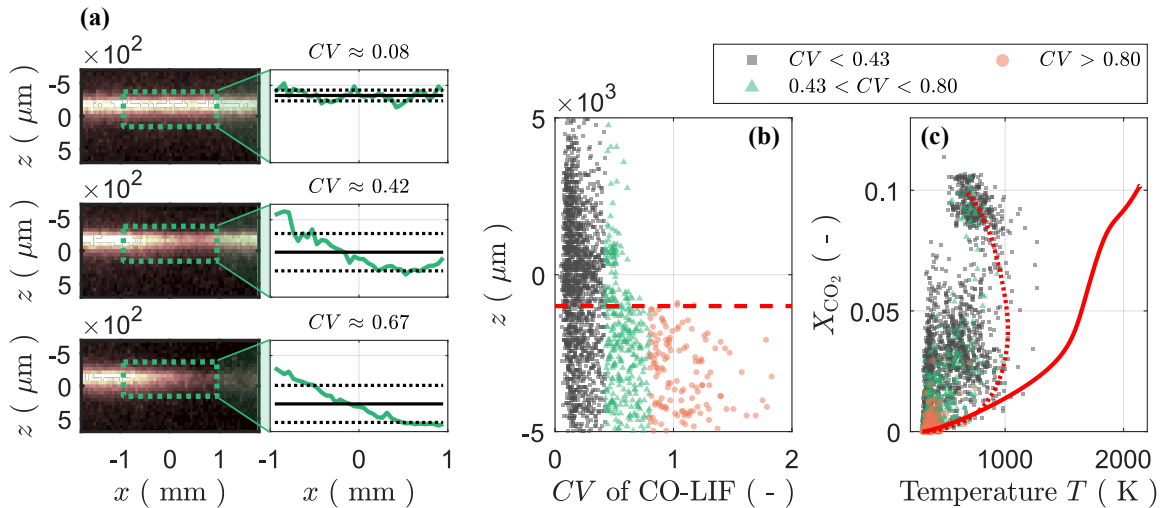 (a)
×10²
CV ≈ 0.08
-5
0
5
z ( μm )
×10²
CV ≈ 0.42
-5
0
5
z ( μm )
×10²
CV ≈ 0.67
-5
0
5
z ( μm )
-1 0 1
x ( mm )
-1 0 1
x ( mm )
CV < 0.43
CV > 0.80
0.43 < CV < 0.80
×10³
(b)
5
0
-5
z ( μm )
0 1 2
CV of CO-LIF ( - )
(c)
0.1
0.05
0
X_CO₂ ( - )
1000 2000
Temperature T ( K )